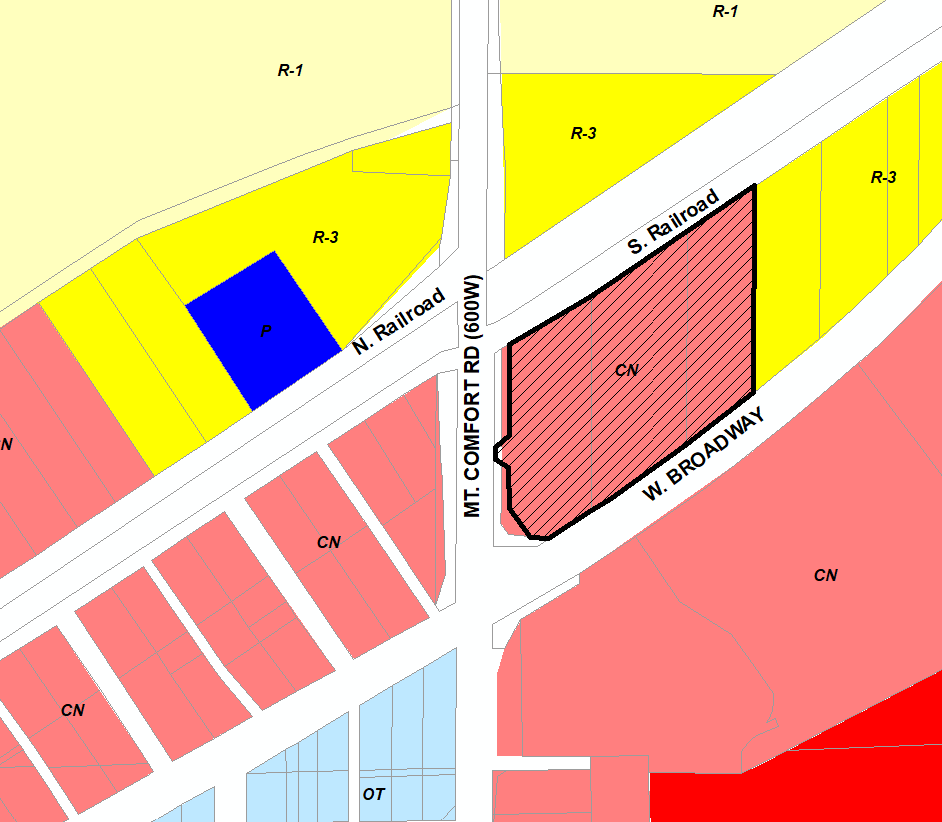 R-1
R-1
R-3
R-3
S. Railroad
R-3
P
N. Railroad
MT. COMFORT RD (600W)
CN
N
W. BROADWAY
CN
CN
CN
OT